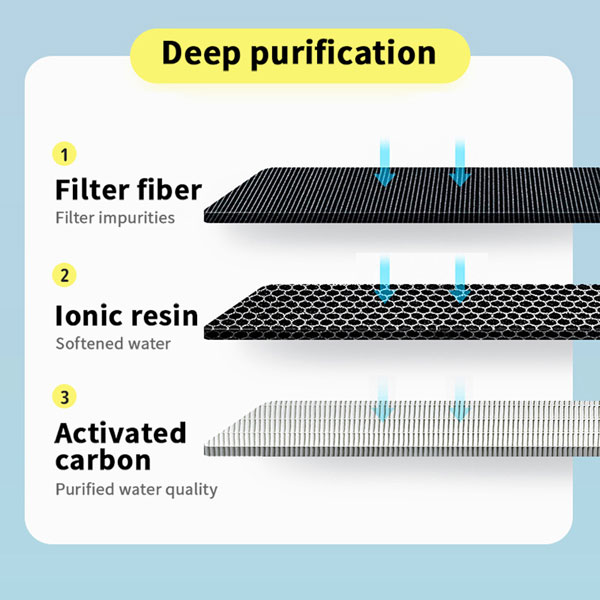 Deep purification
1
Filter fiber
Filter impurities
2
Ionic resin
Softened water
3
Activated
carbon
Purified water quality